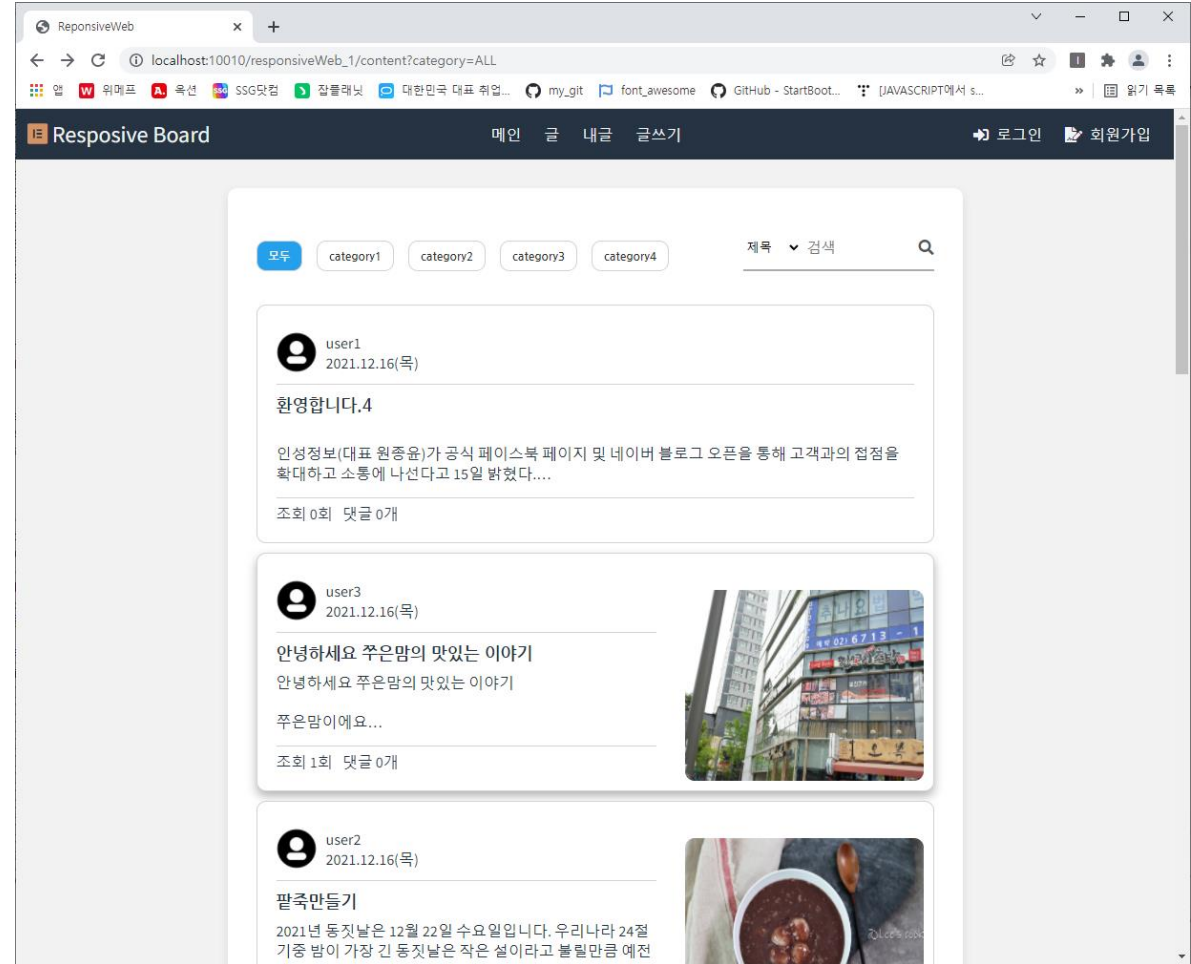 ReponsiveWeb
localhost:10010/responsiveWeb_1/content?category=ALL
앱 위메프 옥션 SSG닷컴 잡플래닛 대한민국 대표 취업... my_git font_awesome GitHub - StartBoot... [JAVASCRIPT에서 s... » 읽기 목록
Resposive Board 메인 글 내글 글쓰기 로그인 회원가입
모두 category1 category2 category3 category4 제목 검색
user1
2021.12.16(목)
환영합니다.4
인성정보(대표 원종윤)가 공식 페이스북 페이지 및 네이버 블로그 오픈을 통해 고객과의 접점을
확대하고 소통에 나선다고 15일 밝혔다....
조회 0회 댓글 0개
user3
2021.12.16(목)
안녕하세요 쭈은맘의 맛있는 이야기
안녕하세요 쭈은맘의 맛있는 이야기
쭈은맘이에요...
조회 1회 댓글 0개
02) 6713 - 1
user2
2021.12.16(목)
팥죽만들기
2021년 동짓날은 12월 22일 수요일입니다. 우리나라 24절
기중 밤이 가장 긴 동짓날은 작은 설이라고 불릴만큼 예전